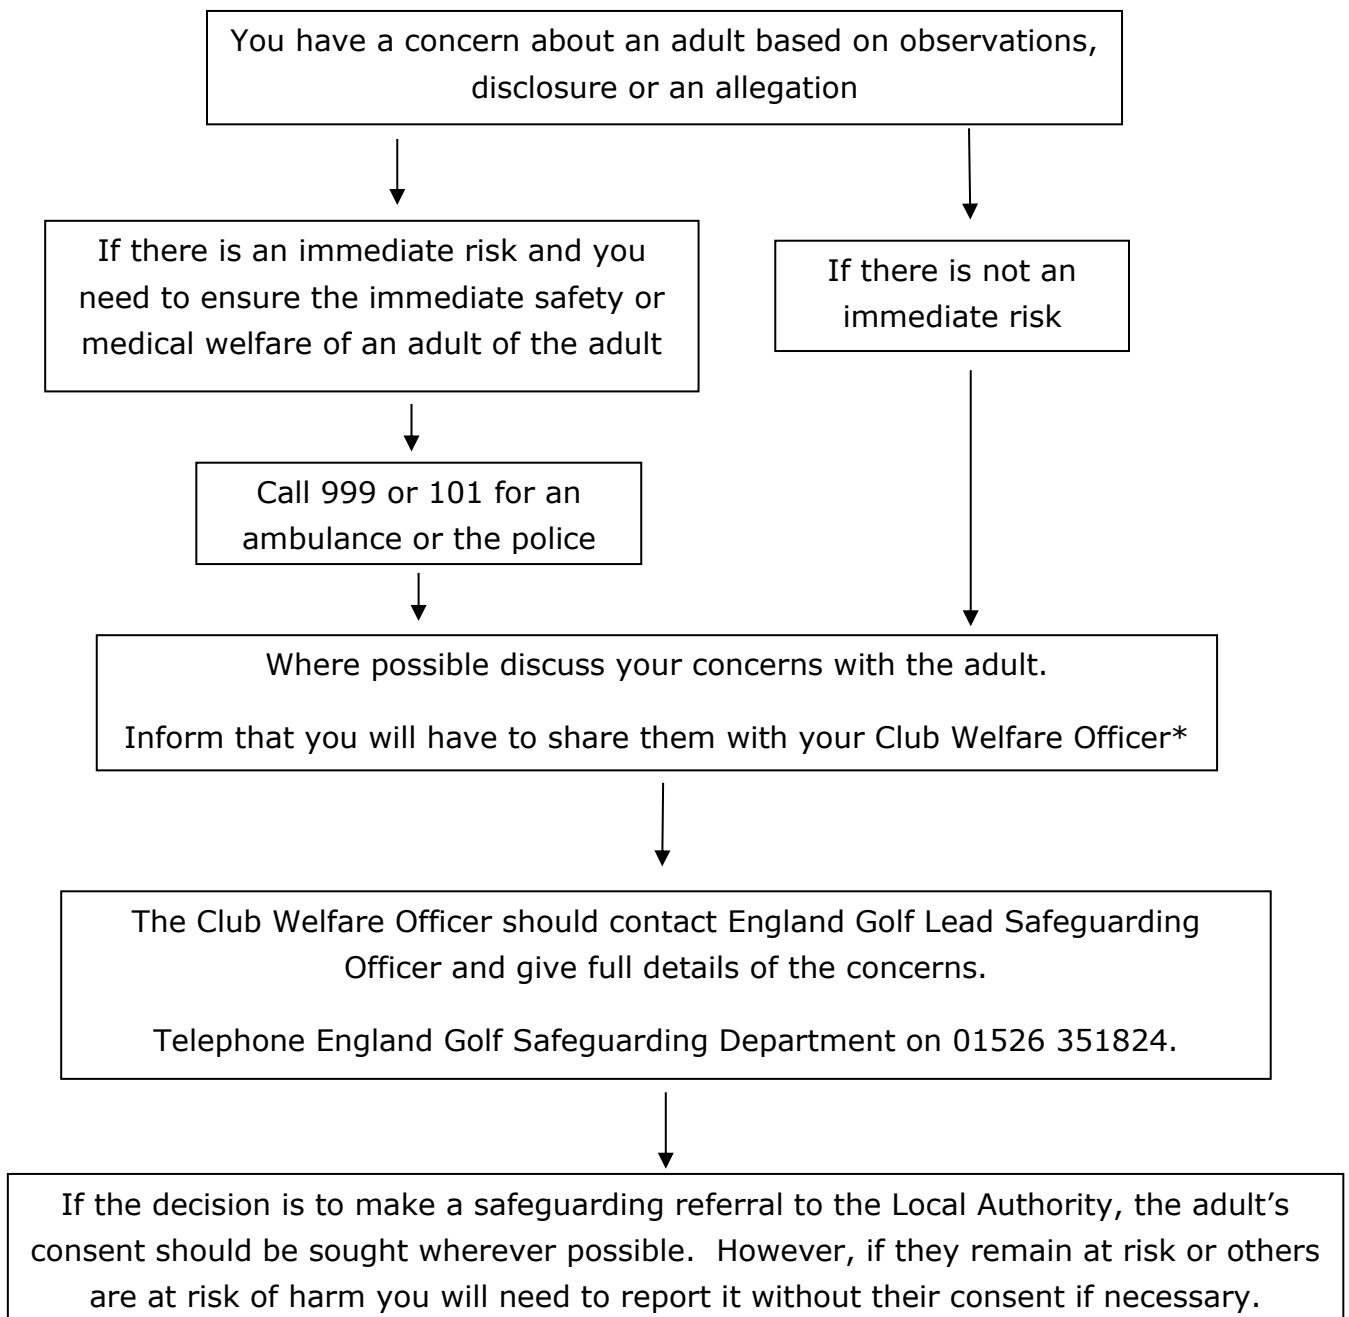 You have a concern about an adult based on observations,
disclosure or an allegation
If there is an immediate risk and you
need to ensure the immediate safety or
medical welfare of an adult of the adult
If there is not an
immediate risk
Call 999 or 101 for an
ambulance or the police
Where possible discuss your concerns with the adult.
Inform that you will have to share them with your Club Welfare Officer*
The Club Welfare Officer should contact England Golf Lead Safeguarding
Officer and give full details of the concerns.
Telephone England Golf Safeguarding Department on 01526 351824.
If the decision is to make a safeguarding referral to the Local Authority, the adult’s
consent should be sought wherever possible.  However, if they remain at risk or others
are at risk of harm you will need to report it without their consent if necessary.